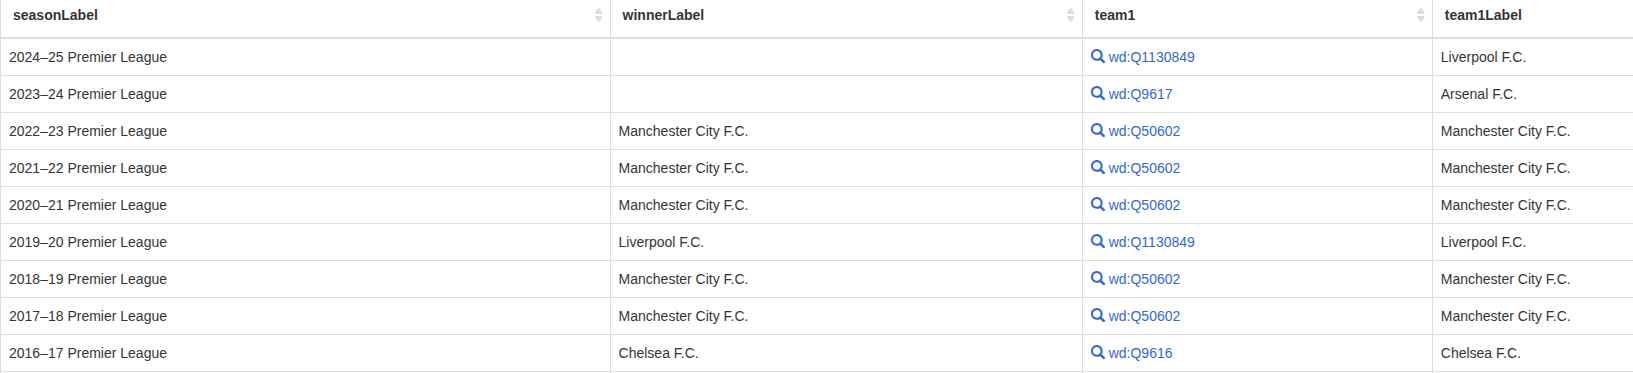 seasonLabel winnerLabel team1 team1Label
2024–25 Premier League wd:Q1130849 Liverpool F.C.
2023–24 Premier League wd:Q9617 Arsenal F.C.
2022–23 Premier League Manchester City F.C. wd:Q50602 Manchester City F.C.
2021–22 Premier League Manchester City F.C. wd:Q50602 Manchester City F.C.
2020–21 Premier League Manchester City F.C. wd:Q50602 Manchester City F.C.
2019–20 Premier League Liverpool F.C. wd:Q1130849 Liverpool F.C.
2018–19 Premier League Manchester City F.C. wd:Q50602 Manchester City F.C.
2017–18 Premier League Manchester City F.C. wd:Q50602 Manchester City F.C.
2016–17 Premier League Chelsea F.C. wd:Q9616 Chelsea F.C.